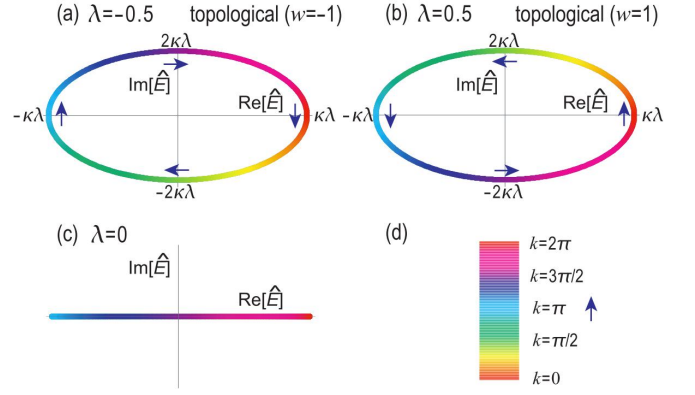 (a) λ=-0.5 topological (w=-1)
2κλ
Im[Ê]
Re[Ê]
-κλ
κλ
-2κλ
(b) λ=0.5 topological (w=1)
2κλ
Im[Ê]
Re[Ê]
-κλ
κλ
-2κλ
(c) λ=0
Im[Ê]
Re[Ê]
(d)
k=2π
k=3π/2
k=π
k=π/2
k=0